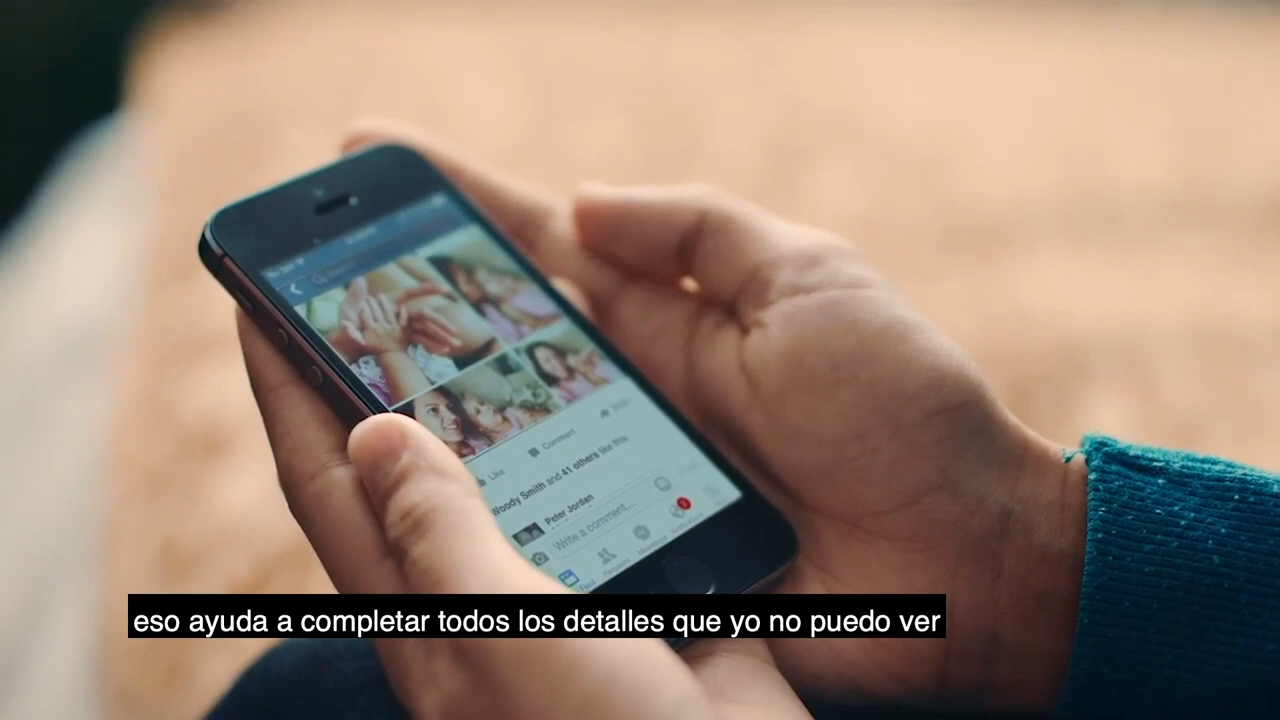 Like
Comment
Woody Smith and 41 others like this
Peter Jordan
Write a comment...
eso ayuda a completar todos los detalles que yo no puedo ver